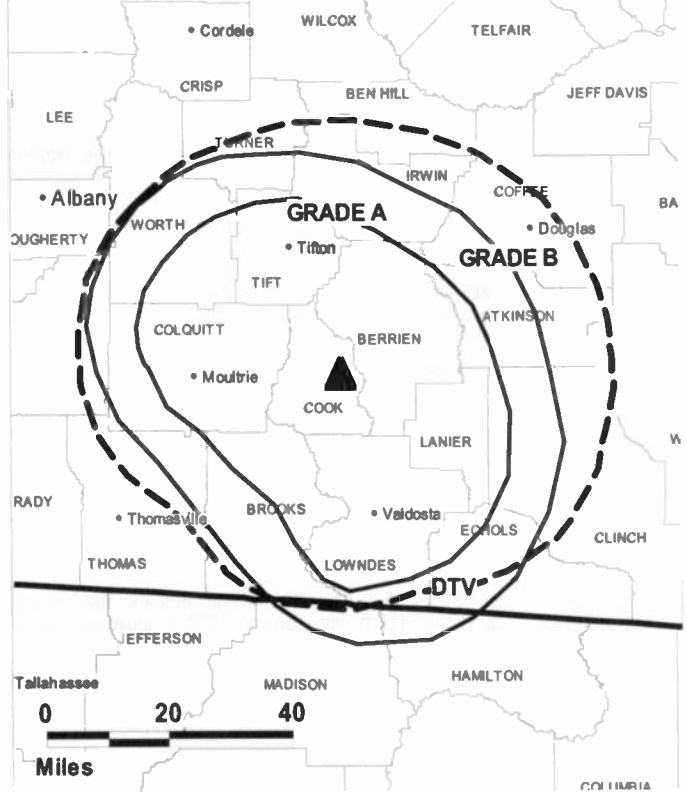 WILCOX
Cordele
TELFAIR
CRISP
BEN HILL
JEFF DAVIS
LEE
TURNER
IRWIN
COFFEE
Albany
BA
GRADE A
WORTH
Douglas
OUGHERTY
Tifton
GRADE B
TIFT
ATKINSON
COLQUITT
BERRIEN
Moultrie
COOK
LANIER
W
RADY
BROOKS
Valdosta
Thomasville
ECHOLS
CLINCH
THOMAS
LOWNDES
DTV
JEFFERSON
HAMILTON
Tallahassee
MADISON
0 20 40
Miles
COLUMBIA